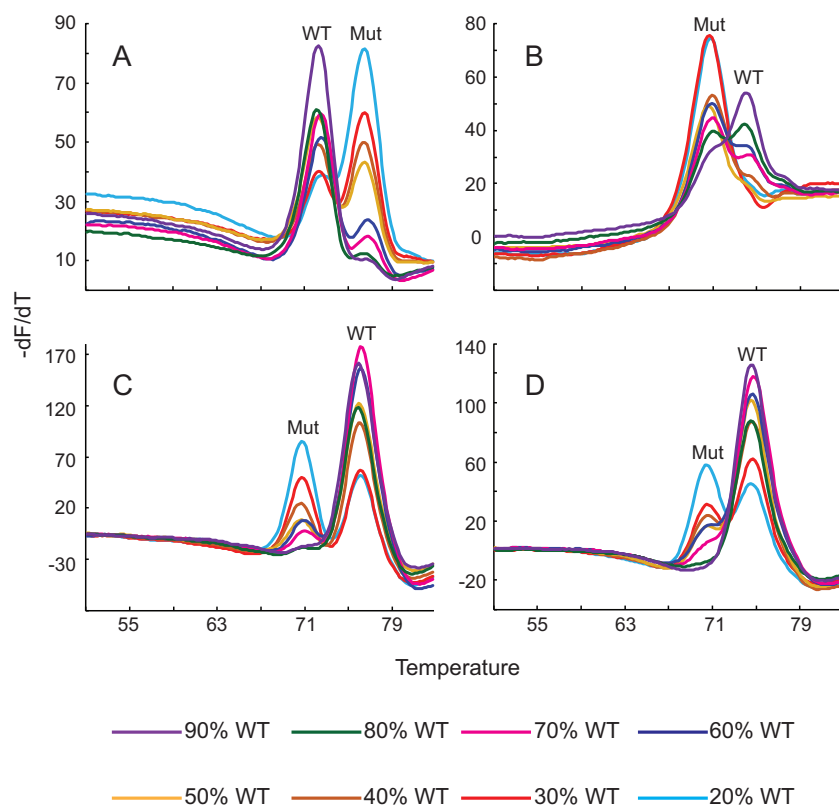 90
70
50
30
10
A
WT
Mut
80
60
40
20
0
B
Mut
WT
-dF/dT
170
120
70
20
-30
C
Mut
WT
55
63
71
79
140
100
60
20
-20
D
Mut
WT
55
63
71
79
Temperature
90% WT
80% WT
70% WT
60% WT
50% WT
40% WT
30% WT
20% WT